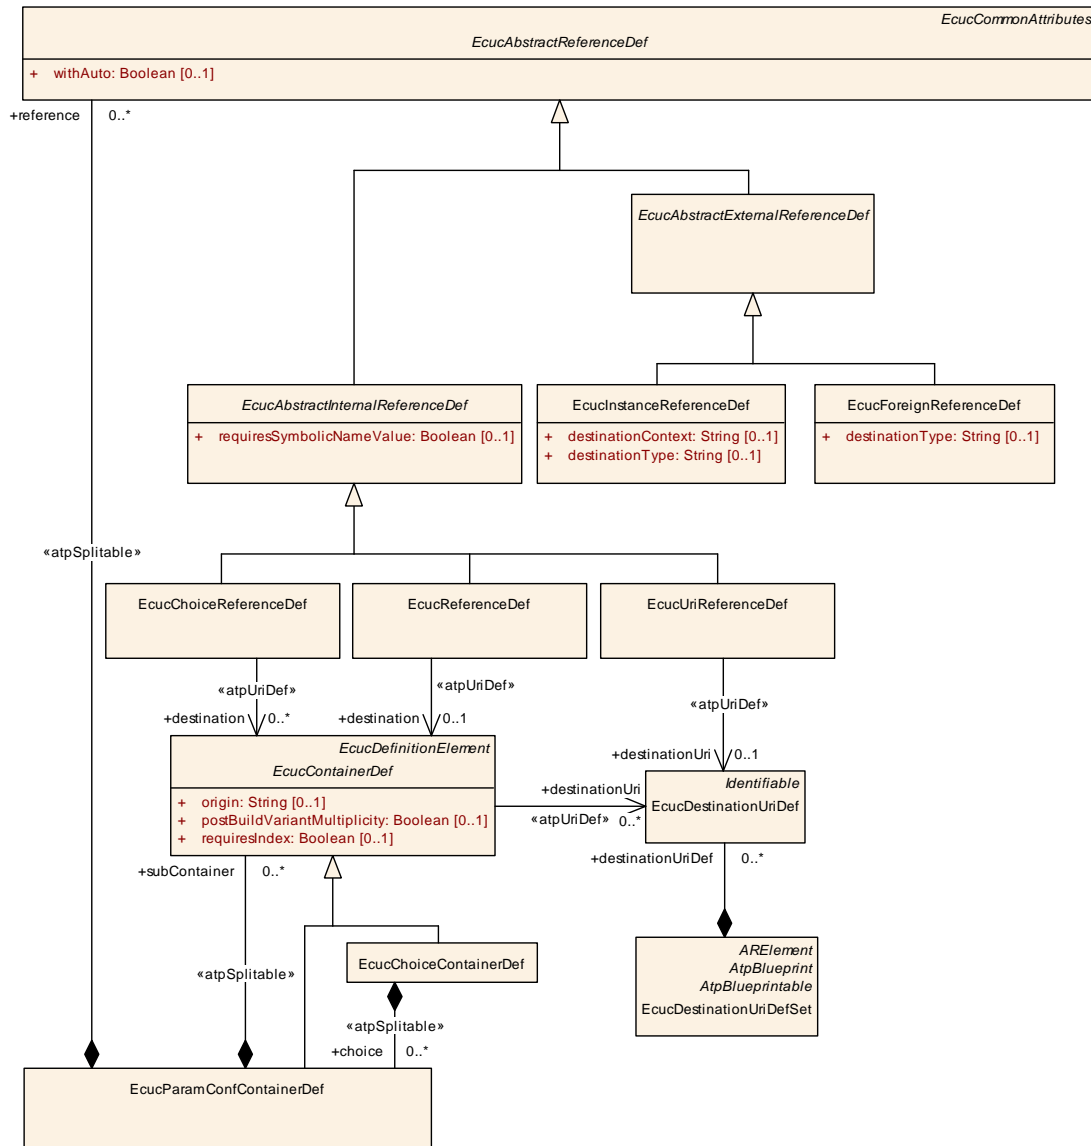 EcucCommonAttributes
EcucAbstractReferenceDef
+ withAuto: Boolean [0..1]
+reference 0..*
EcucAbstractExternalReferenceDef
EcucAbstractInternalReferenceDef
+ requiresSymbolicNameValue: Boolean [0..1]
EcucInstanceReferenceDef
+ destinationContext: String [0..1]
+ destinationType: String [0..1]
EcucForeignReferenceDef
+ destinationType: String [0..1]
«atpSplitable»
EcucChoiceReferenceDef
EcucReferenceDef
EcucUriReferenceDef
«atpUriDef»
+destination 0..*
«atpUriDef»
+destination 0..1
«atpUriDef»
+destinationUri 0..1
EcucDefinitionElement
EcucContainerDef
+ origin: String [0..1]
+ postBuildVariantMultiplicity: Boolean [0..1]
+ requiresIndex: Boolean [0..1]
+destinationUri
«atpUriDef» 0..*
Identifiable
EcucDestinationUriDef
+destinationUriDef 0..*
+subContainer 0..*
«atpSplitable»
EcucChoiceContainerDef
«atpSplitable»
+choice 0..*
ARElement
AtpBlueprint
AtpBlueprintable
EcucDestinationUriDefSet
EcucParamConfContainerDef